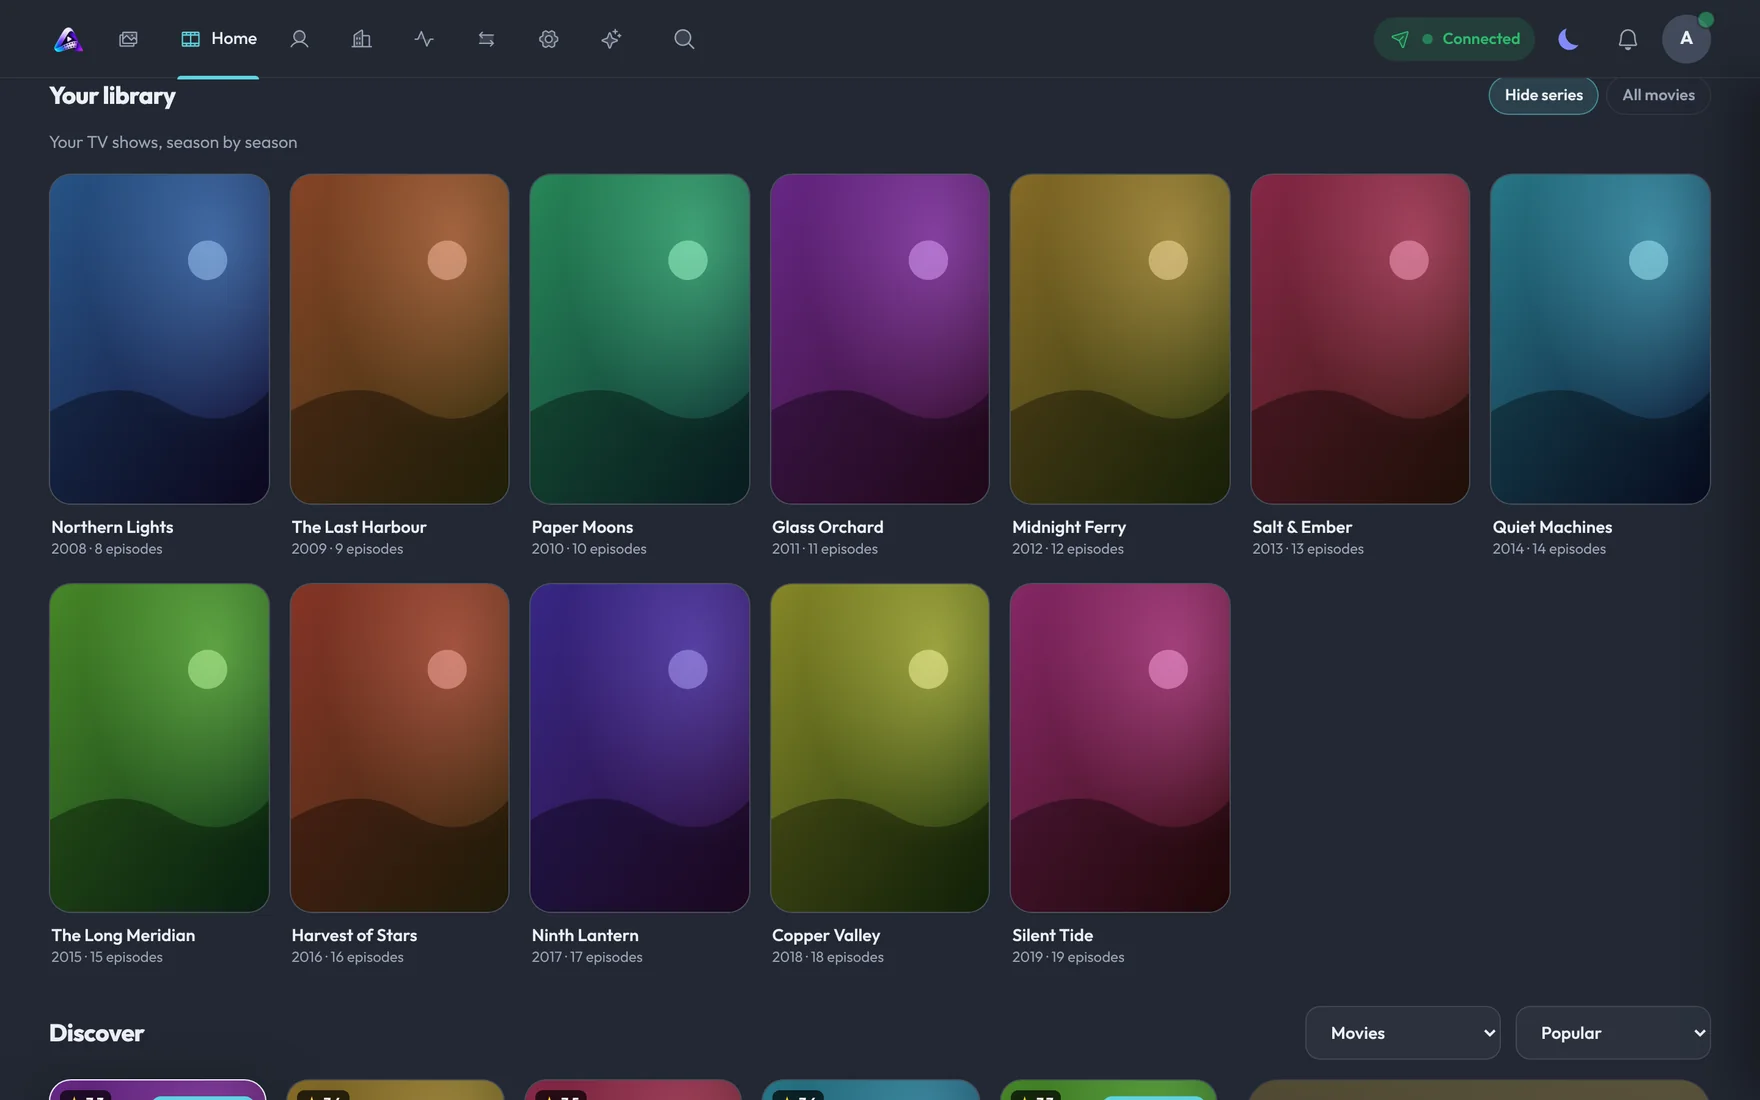 Home
Connected
A
Your library
Hide series
All movies
Your TV shows, season by season
Northern Lights
2008 · 8 episodes
The Last Harbour
2009 · 9 episodes
Paper Moons
2010 · 10 episodes
Glass Orchard
2011 · 11 episodes
Midnight Ferry
2012 · 12 episodes
Salt & Ember
2013 · 13 episodes
Quiet Machines
2014 · 14 episodes
The Long Meridian
2015 · 15 episodes
Harvest of Stars
2016 · 16 episodes
Ninth Lantern
2017 · 17 episodes
Copper Valley
2018 · 18 episodes
Silent Tide
2019 · 19 episodes
Discover
Movies
Popular